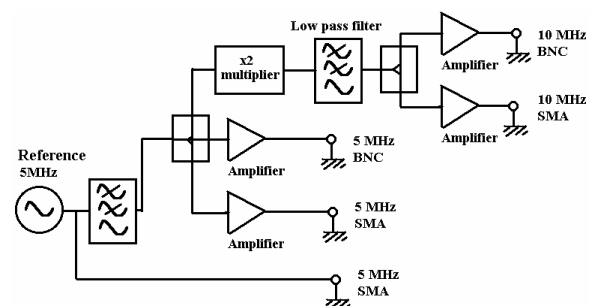 Low pass filter
x2
multiplier
Amplifier
10 MHz
BNC
Amplifier
10 MHz
SMA
Reference
5MHz
Amplifier
5 MHz
BNC
Amplifier
5 MHz
SMA
5 MHz
SMA